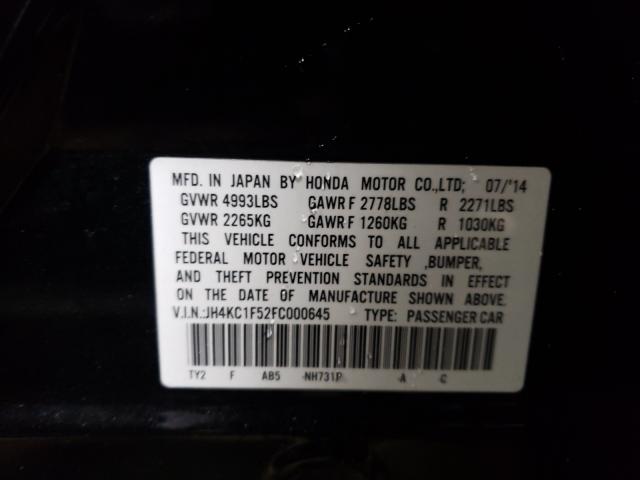 MFD. IN JAPAN BY HONDA MOTOR CO.,LTD; 07/'14
GVWR 4993LBS GAWR F 2778LBS R 2271LBS
GVWR 2265KG GAWR F 1260KG R 1030KG
THIS VEHICLE CONFORMS TO ALL APPLICABLE
FEDERAL MOTOR VEHICLE SAFETY ,BUMPER,
AND THEFT PREVENTION STANDARDS IN EFFECT
ON THE DATE OF MANUFACTURE SHOWN ABOVE.
V.I.N.:JH4KC1F52FC000645 TYPE: PASSENGER CAR
TY2 F AB5 -NH731P -A -C